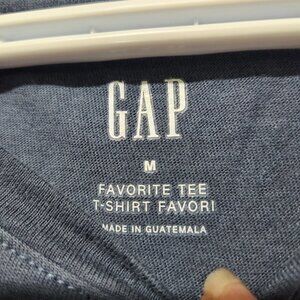 GAP
M
FAVORITE TEE
T-SHIRT FAVORI
MADE IN GUATEMALA